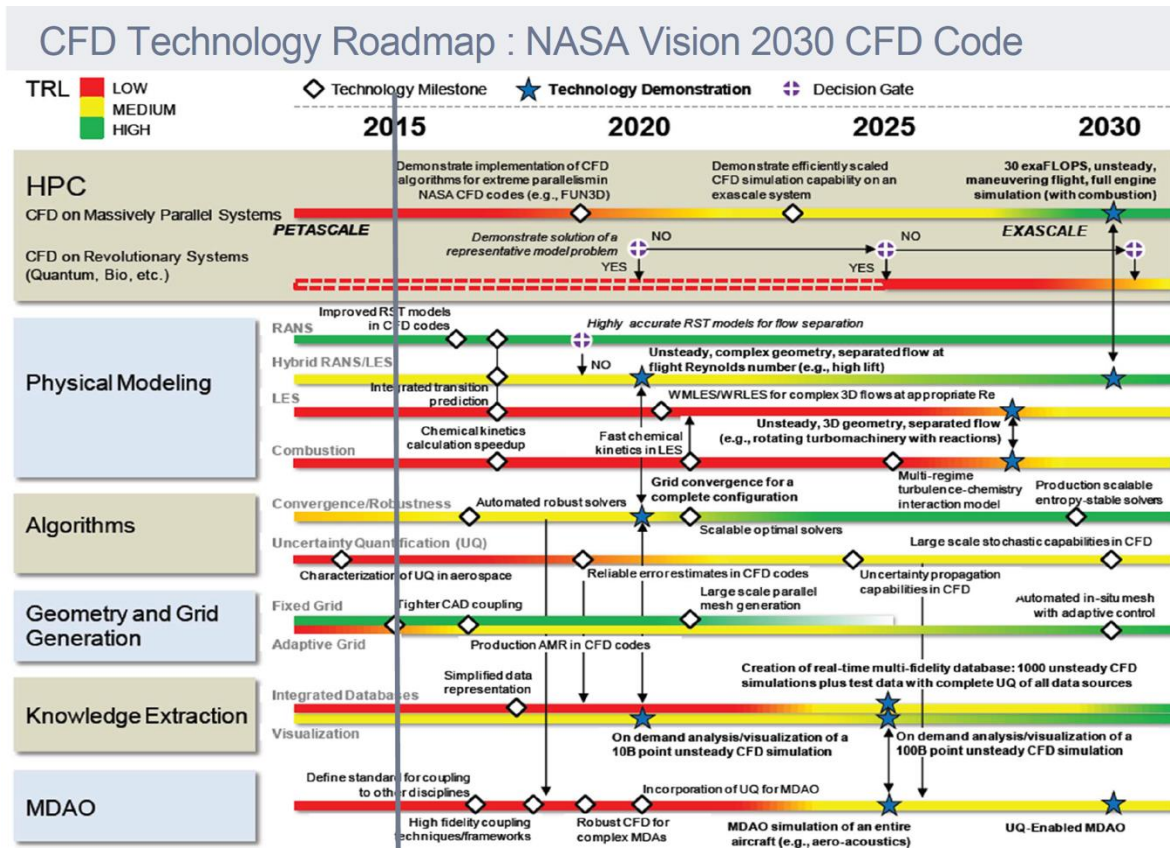 CFD Technology Roadmap : NASA Vision 2030 CFD Code
TRL
LOW
MEDIUM
HIGH
Technology Milestone
Technology Demonstration
Decision Gate
2015
2020
2025
2030
HPC
CFD on Massively Parallel Systems
CFD on Revolutionary Systems
(Quantum, Bio, etc.)
Demonstrate implementation of CFD
algorithms for extreme parallelism in
NASA CFD codes (e.g., FUN3D)
Demonstrate efficiently scaled
CFD simulation capability on an
exascale system
30 exaFLOPS, unsteady,
maneuvering flight, full engine
simulation (with combustion)
PETASCALE
EXASCALE
Demonstrate solution of a
representative model problem
NO
YES
NO
YES
Physical Modeling
RANS
Improved RST models
in CFD codes
Highly accurate RST models for flow separation
Hybrid RANS/LES
NO
Unsteady, complex geometry, separated flow at
flight Reynolds number (e.g., high lift)
Integrated transition
prediction
LES
WMLES/WRLES for complex 3D flows at appropriate Re
Chemical kinetics
calculation speedup
Fast chemical
kinetics in LES
Unsteady, 3D geometry, separated flow
(e.g., rotating turbomachinery with reactions)
Combustion
Multi-regime
turbulence-chemistry
interaction model
Algorithms
Convergence/Robustness
Automated robust solvers
Grid convergence for a
complete configuration
Scalable optimal solvers
Production scalable
entropy-stable solvers
Uncertainty Quantification (UQ)
Characterization of UQ in aerospace
Reliable error estimates in CFD codes
Uncertainty propagation
capabilities in CFD
Large scale stochastic capabilities in CFD
Geometry and Grid
Generation
Fixed Grid
Tighter CAD coupling
Large scale parallel
mesh generation
Automated in-situ mesh
with adaptive control
Adaptive Grid
Production AMR in CFD codes
Knowledge Extraction
Integrated Databases
Simplified data
representation
Creation of real-time multi-fidelity database: 1000 unsteady CFD
simulations plus test data with complete UQ of all data sources
Visualization
On demand analysis/visualization of a
10B point unsteady CFD simulation
On demand analysis/visualization of a
100B point unsteady CFD simulation
MDAO
Define standard for coupling
to other disciplines
High fidelity coupling
techniques/frameworks
Robust CFD for
complex MDAs
Incorporation of UQ for MDAO
MDAO simulation of an entire
aircraft (e.g., aero-acoustics)
UQ-Enabled MDAO